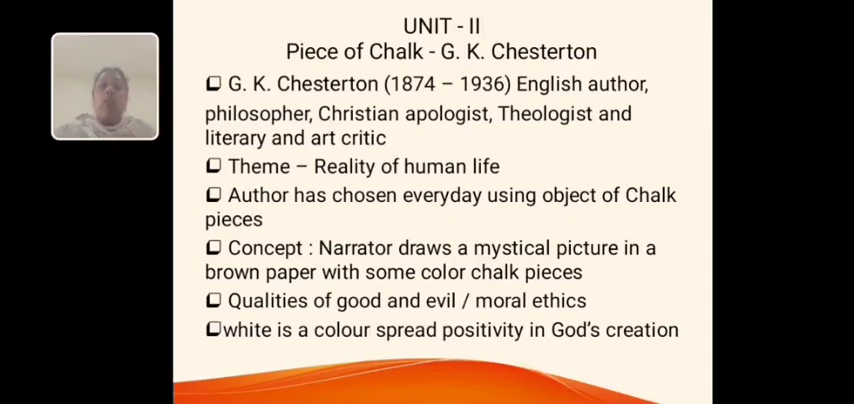 UNIT - II
Piece of Chalk - G. K. Chesterton
❑ G. K. Chesterton (1874 – 1936) English author,
philosopher, Christian apologist, Theologist and
literary and art critic
❑ Theme – Reality of human life
❑ Author has chosen everyday using object of Chalk
pieces
❑ Concept : Narrator draws a mystical picture in a
brown paper with some color chalk pieces
❑ Qualities of good and evil / moral ethics
❑white is a colour spread positivity in God's creation